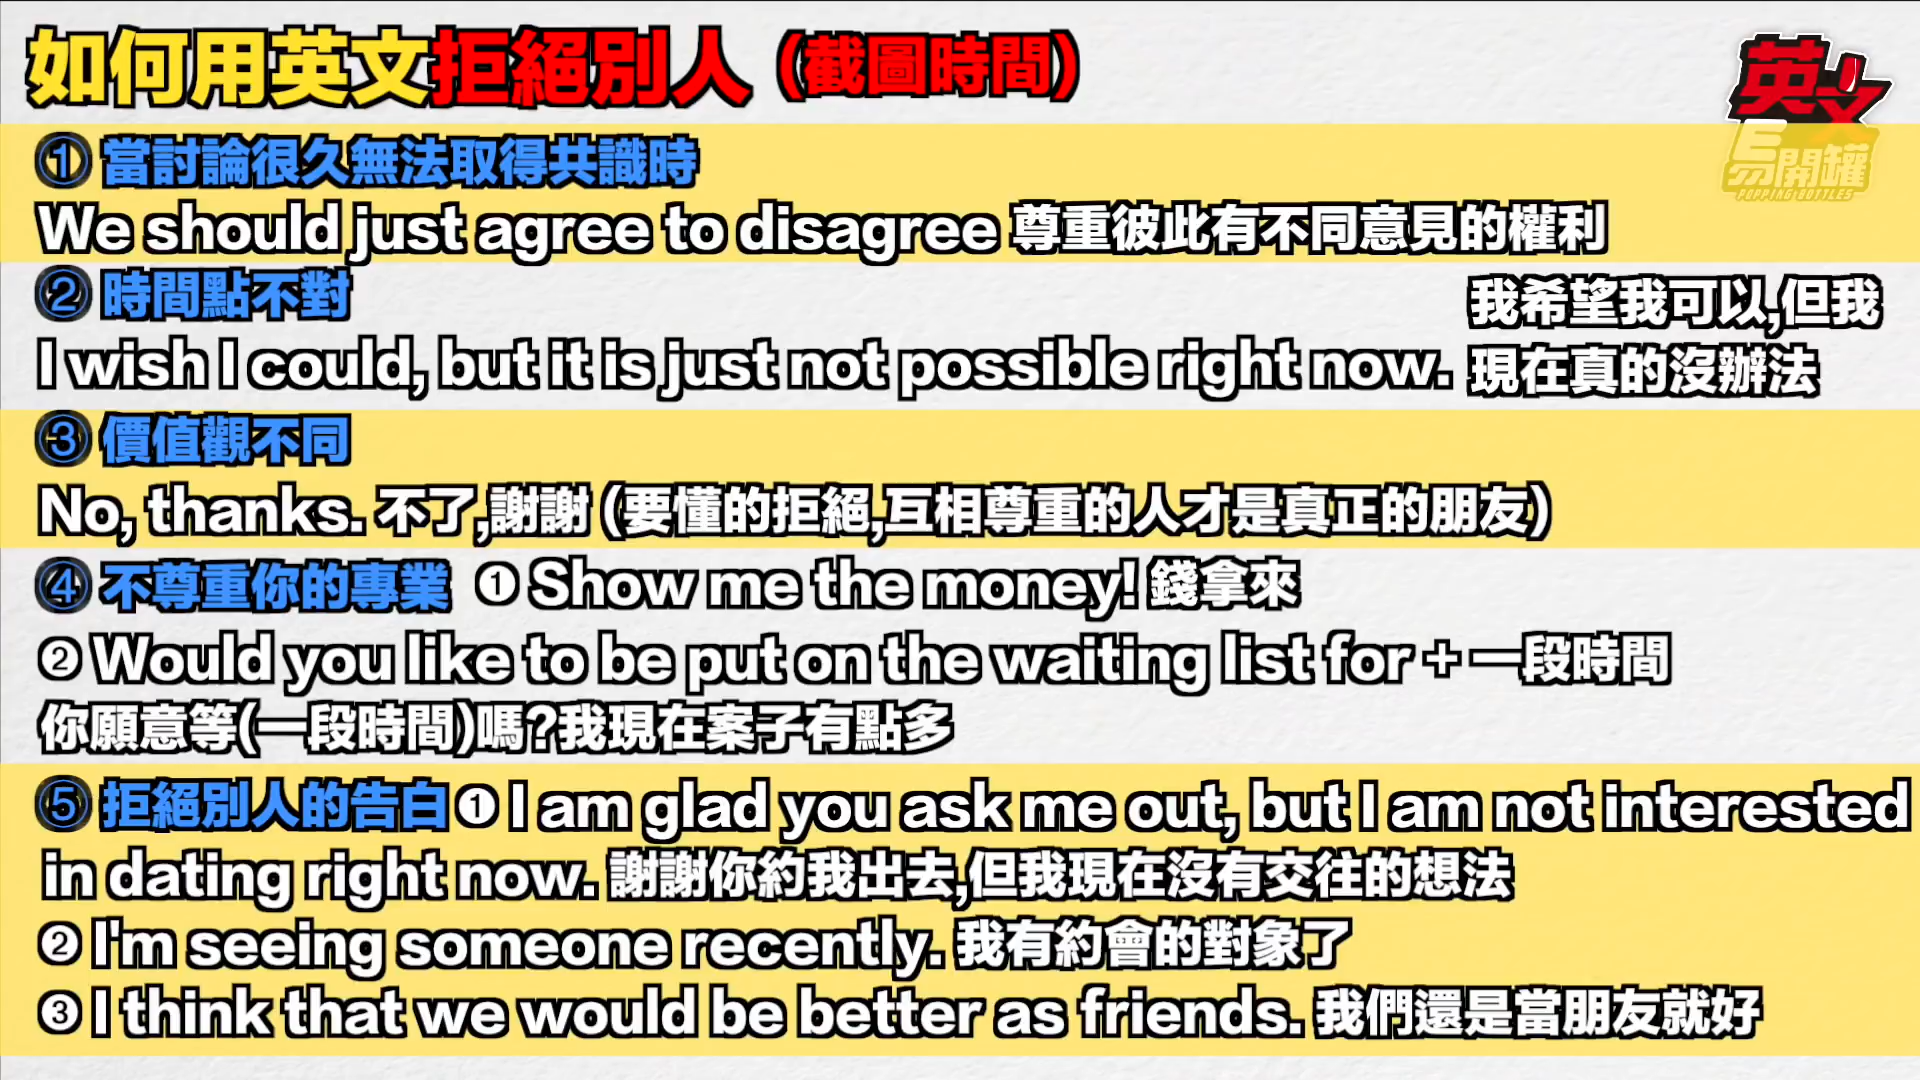 如何用英文拒絕別人（截圖時間）
英文
易開罐
POPPING BOTTLES
① 當討論很久無法取得共識時
We should just agree to disagree 尊重彼此有不同意見的權利
② 時間點不對
I wish I could, but it is just not possible right now.
我希望我可以,但我
現在真的沒辦法
③ 價值觀不同
No, thanks. 不了,謝謝 (要懂的拒絕,互相尊重的人才是真正的朋友)
④ 不尊重你的專業 ❶ Show me the money! 錢拿來
❷ Would you like to be put on the waiting list for + 一段時間
你願意等(一段時間)嗎?我現在案子有點多
⑤ 拒絕別人的告白 ❶ I am glad you ask me out, but I am not interested
in dating right now. 謝謝你約我出去,但我現在沒有交往的想法
❷ I'm seeing someone recently. 我有約會的對象了
❸ I think that we would be better as friends. 我們還是當朋友就好